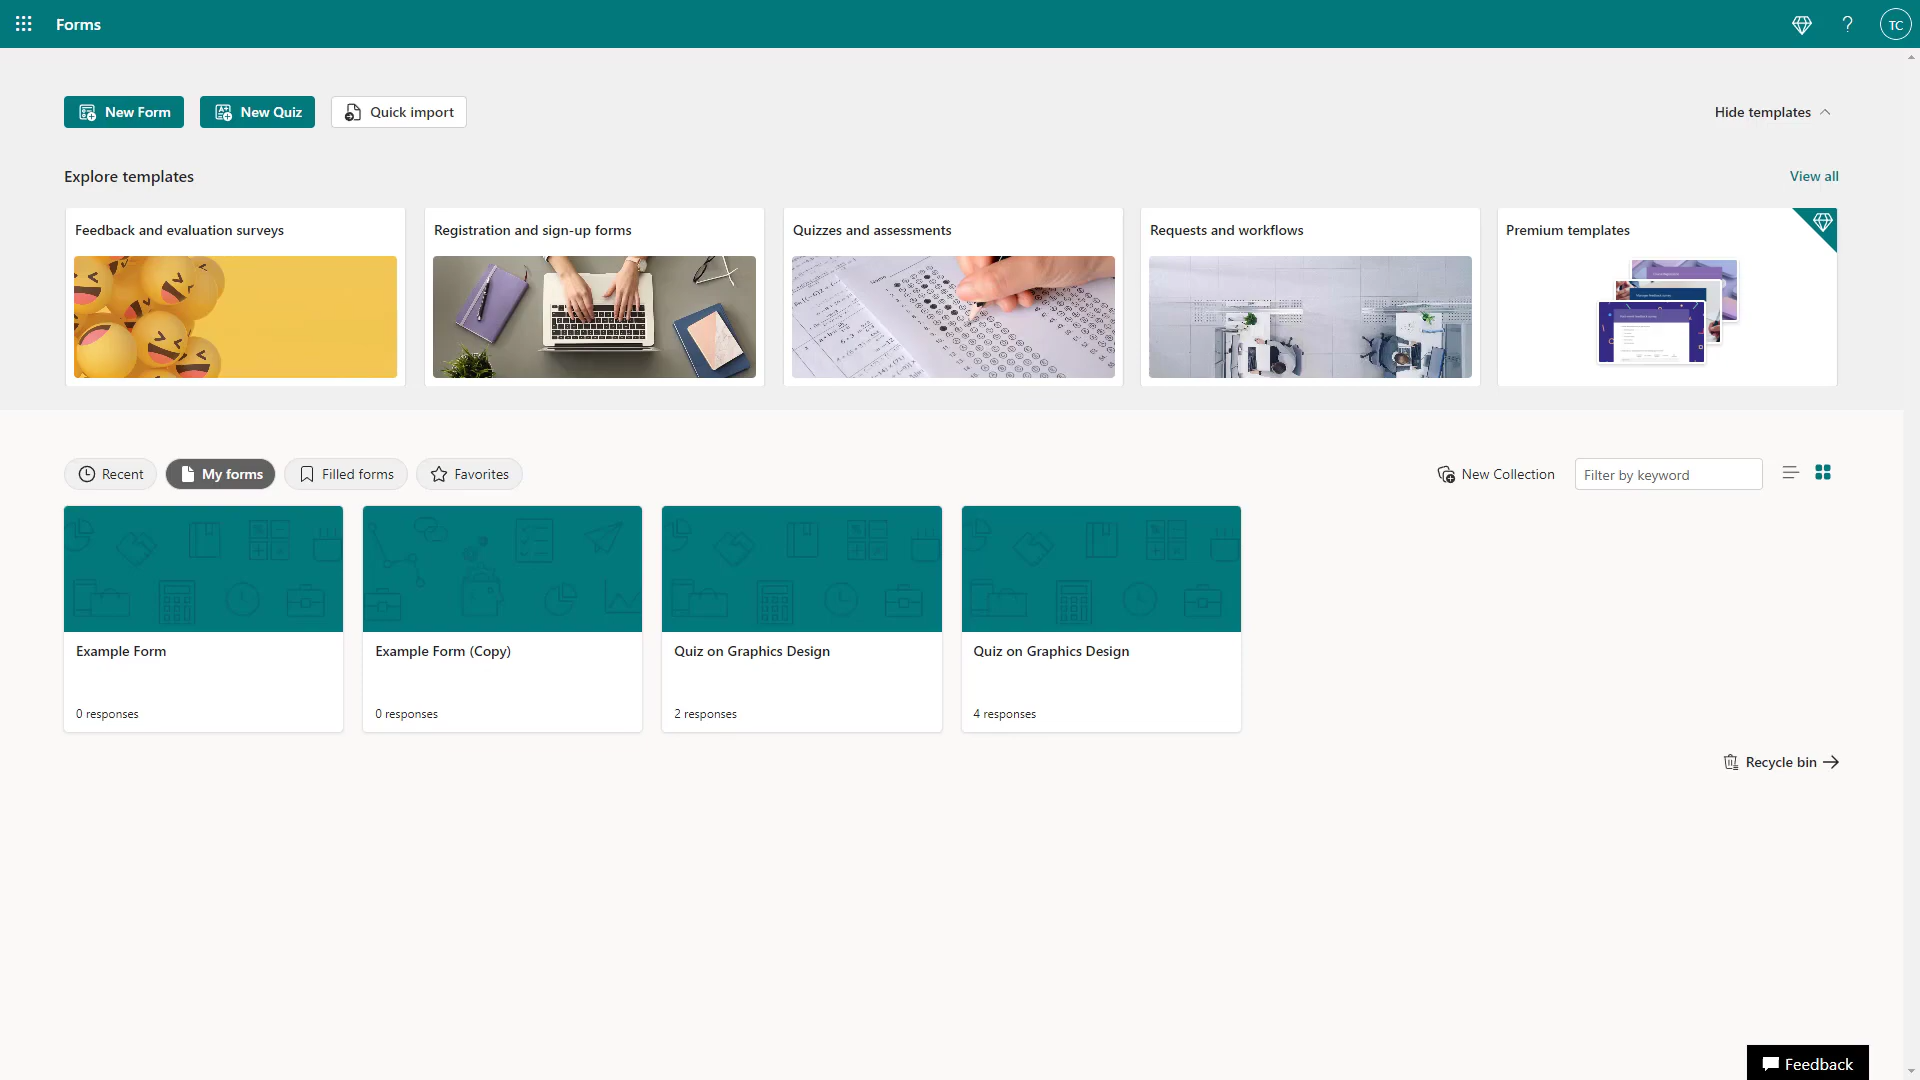 Forms
TC
New Form
New Quiz
Quick import
Hide templates
Explore templates
View all
Feedback and evaluation surveys
Registration and sign-up forms
Quizzes and assessments
Requests and workflows
Premium templates
Recent
My forms
Filled forms
Favorites
New Collection
Filter by keyword
Example Form
0 responses
Example Form (Copy)
0 responses
Quiz on Graphics Design
2 responses
Quiz on Graphics Design
4 responses
Recycle bin
Feedback